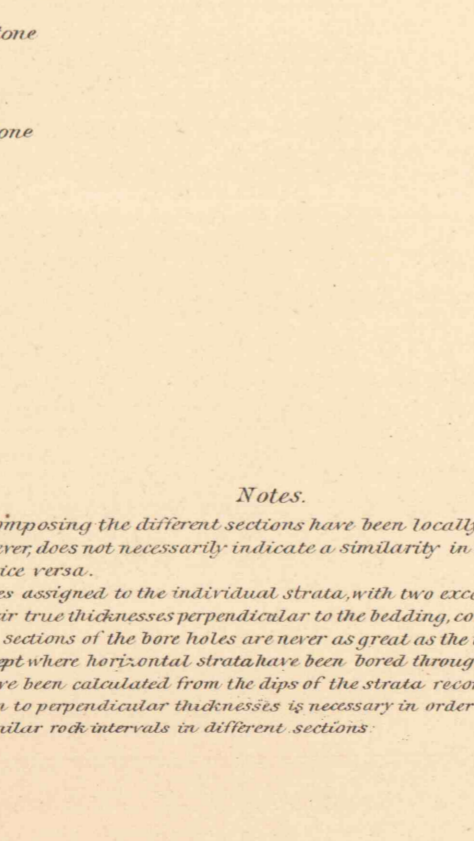 tone
one
Notes.
omposing the different sections have been locally
ver, does not necessarily indicate a similarity in
ice versa.
es assigned to the individual strata, with two exce
ir true thicknesses perpendicular to the bedding, co
sections of the bore holes are never as great as the
ept where horizontal strata have been bored throug
ve been calculated from the dips of the strata reco
n to perpendicular thicknesses is necessary in order
milar rock intervals in different sections.